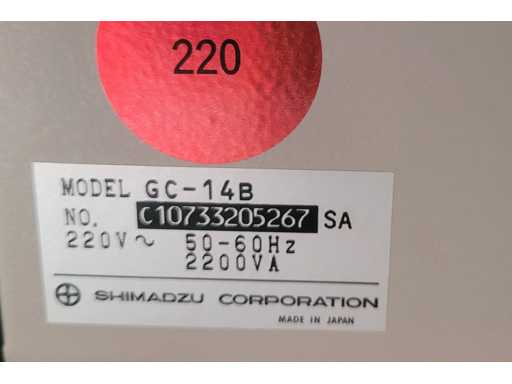 220
MODEL GC-14B
NO. C10733205267 SA
220V~ 50-60Hz
2200VA
SHIMADZU CORPORATION
MADE IN JAPAN